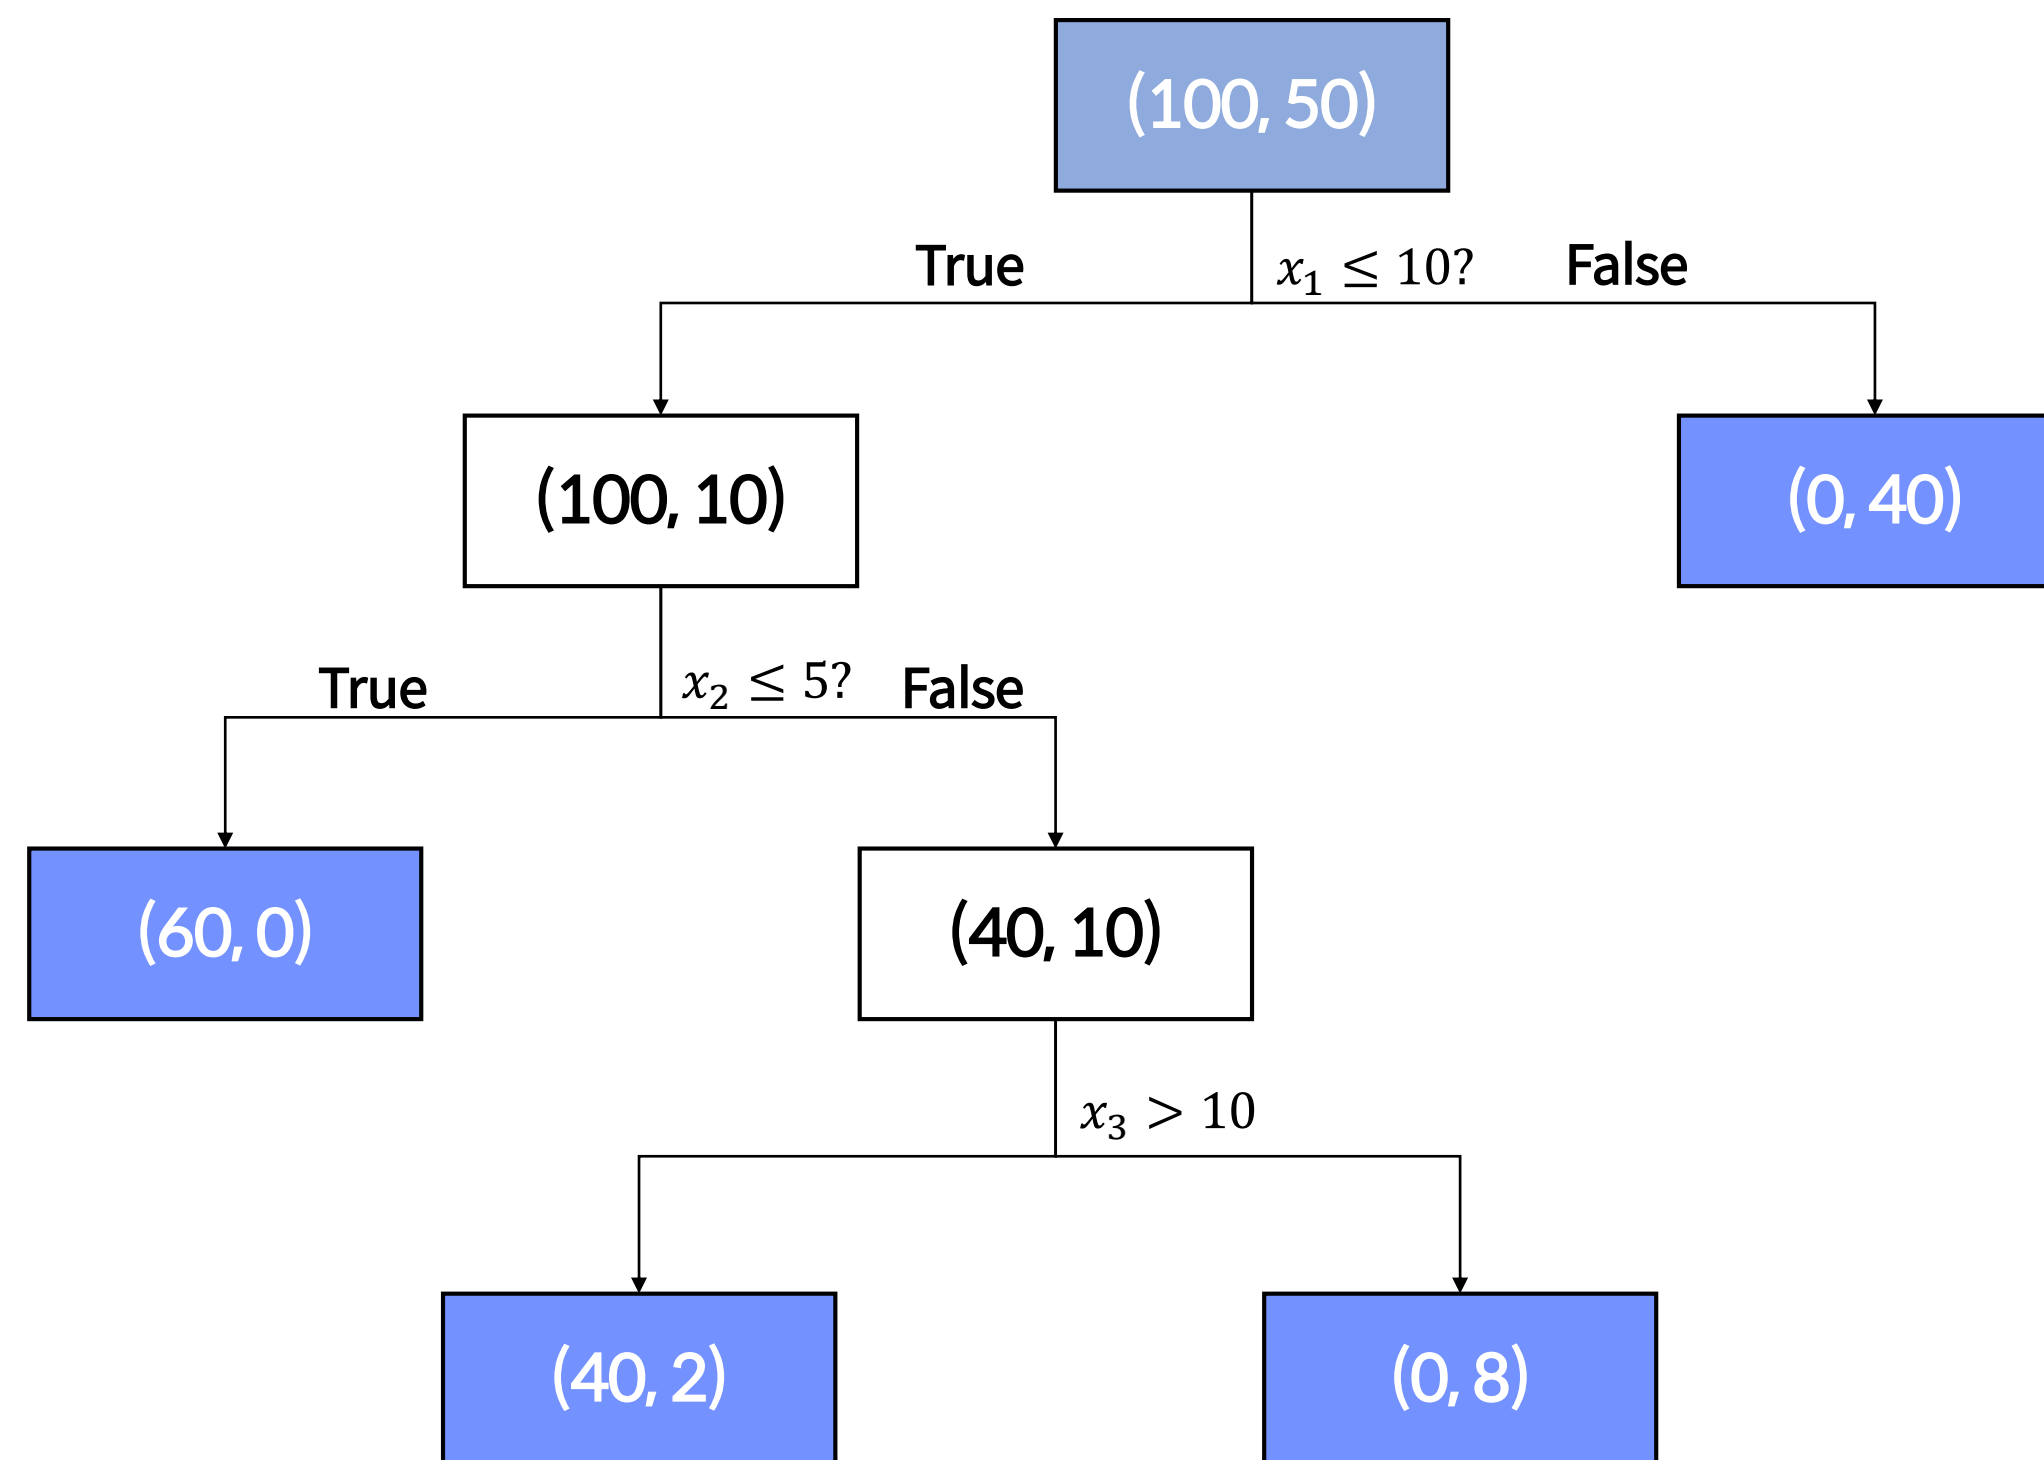 (100, 50)
True
x₁ ≤ 10?
False
(100, 10)
(0, 40)
True
x₂ ≤ 5?
False
(60, 0)
(40, 10)
x₃ > 10
(40, 2)
(0, 8)